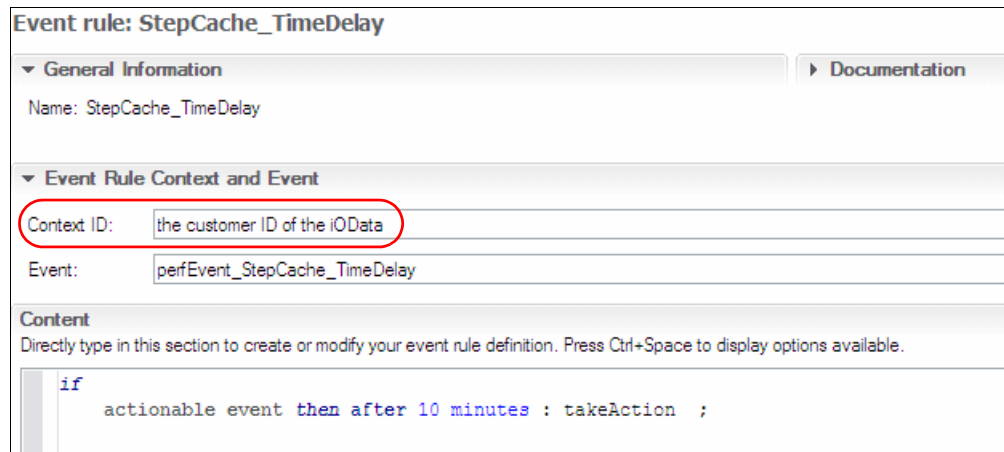 Event rule: StepCache_TimeDelay
General Information
Documentation
Name: StepCache_TimeDelay
Event Rule Context and Event
Context ID: the customer ID of the iOData
Event: perfEvent_StepCache_TimeDelay
Content
Directly type in this section to create or modify your event rule definition. Press Ctrl+Space to display options available.
if
actionable event then after 10 minutes : takeAction ;